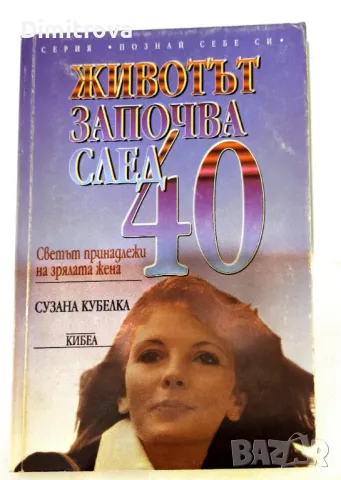 Dimitrova
СЕРИЯ • ПОЗНАЙ СЕБЕ СИ •
ЖИВОТЪТ
ЗАПОЧВА
СЛЕД
40
Светът принадлежи
на зрялата жена
СУЗАНА КУБЕЛКА
КИБЕА
BAZAR